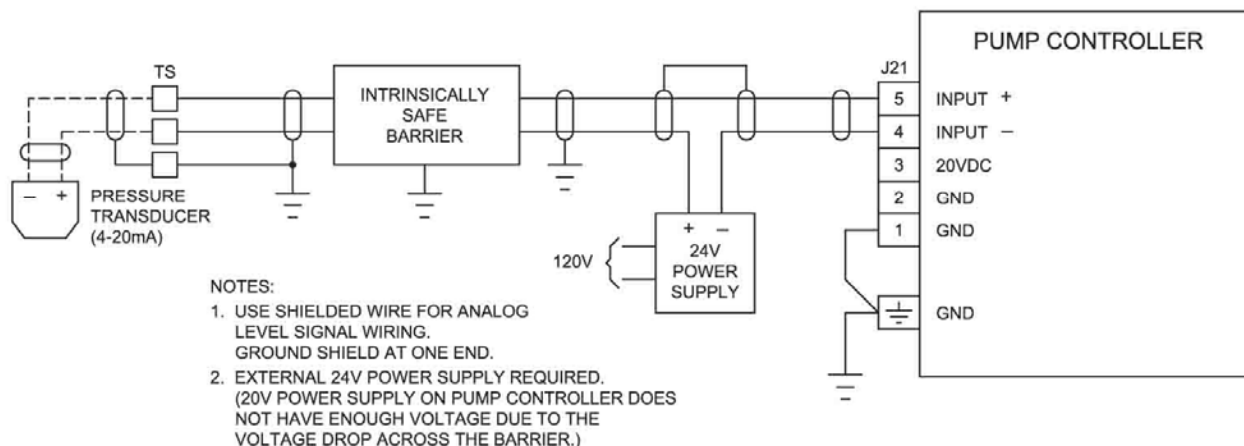 PUMP CONTROLLER
J21
5 INPUT +
4 INPUT –
3 20VDC
2 GND
1 GND
GND
TS
INTRINSICALLY
SAFE
BARRIER
– +
PRESSURE
TRANSDUCER
(4-20mA)
+ –
24V
POWER
SUPPLY
120V
NOTES:
1. USE SHIELDED WIRE FOR ANALOG
LEVEL SIGNAL WIRING.
GROUND SHIELD AT ONE END.
2. EXTERNAL 24V POWER SUPPLY REQUIRED.
(20V POWER SUPPLY ON PUMP CONTROLLER DOES
NOT HAVE ENOUGH VOLTAGE DUE TO THE
VOLTAGE DROP ACROSS THE BARRIER.)